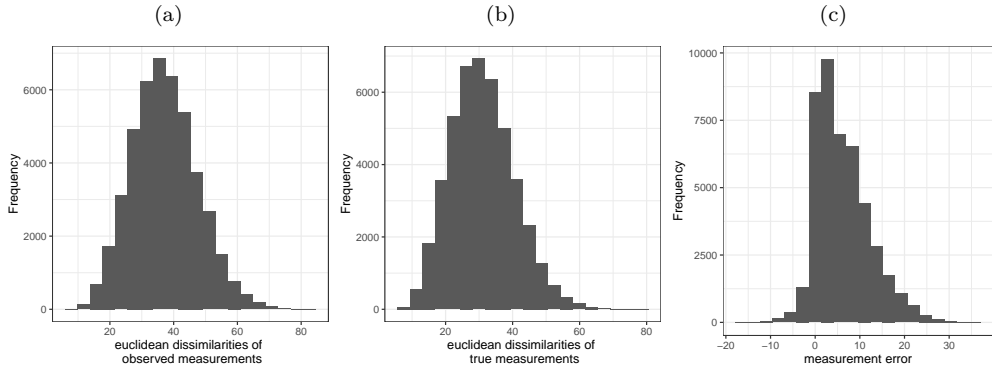 (a)
6000
4000
2000
0
Frequency
20 40 60 80
euclidean dissimilarities of
observed measurements
(b)
6000
4000
2000
0
Frequency
20 40 60 80
euclidean dissimilarities of
true measurements
(c)
10000
7500
5000
2500
0
Frequency
−20 −10 0 10 20 30
measurement error